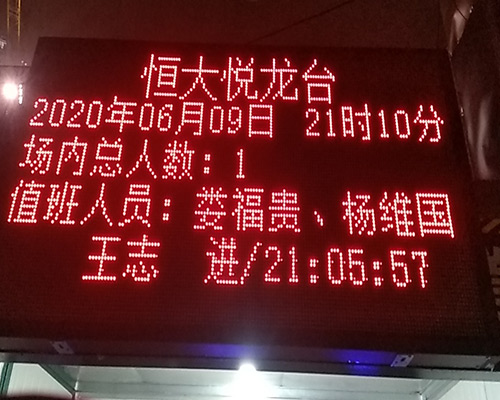 恒大悦龙台
2020年06月09日 21时10分
场内总人数：1
值班人员：娄福贵、杨维国
王志 进/21:05:57